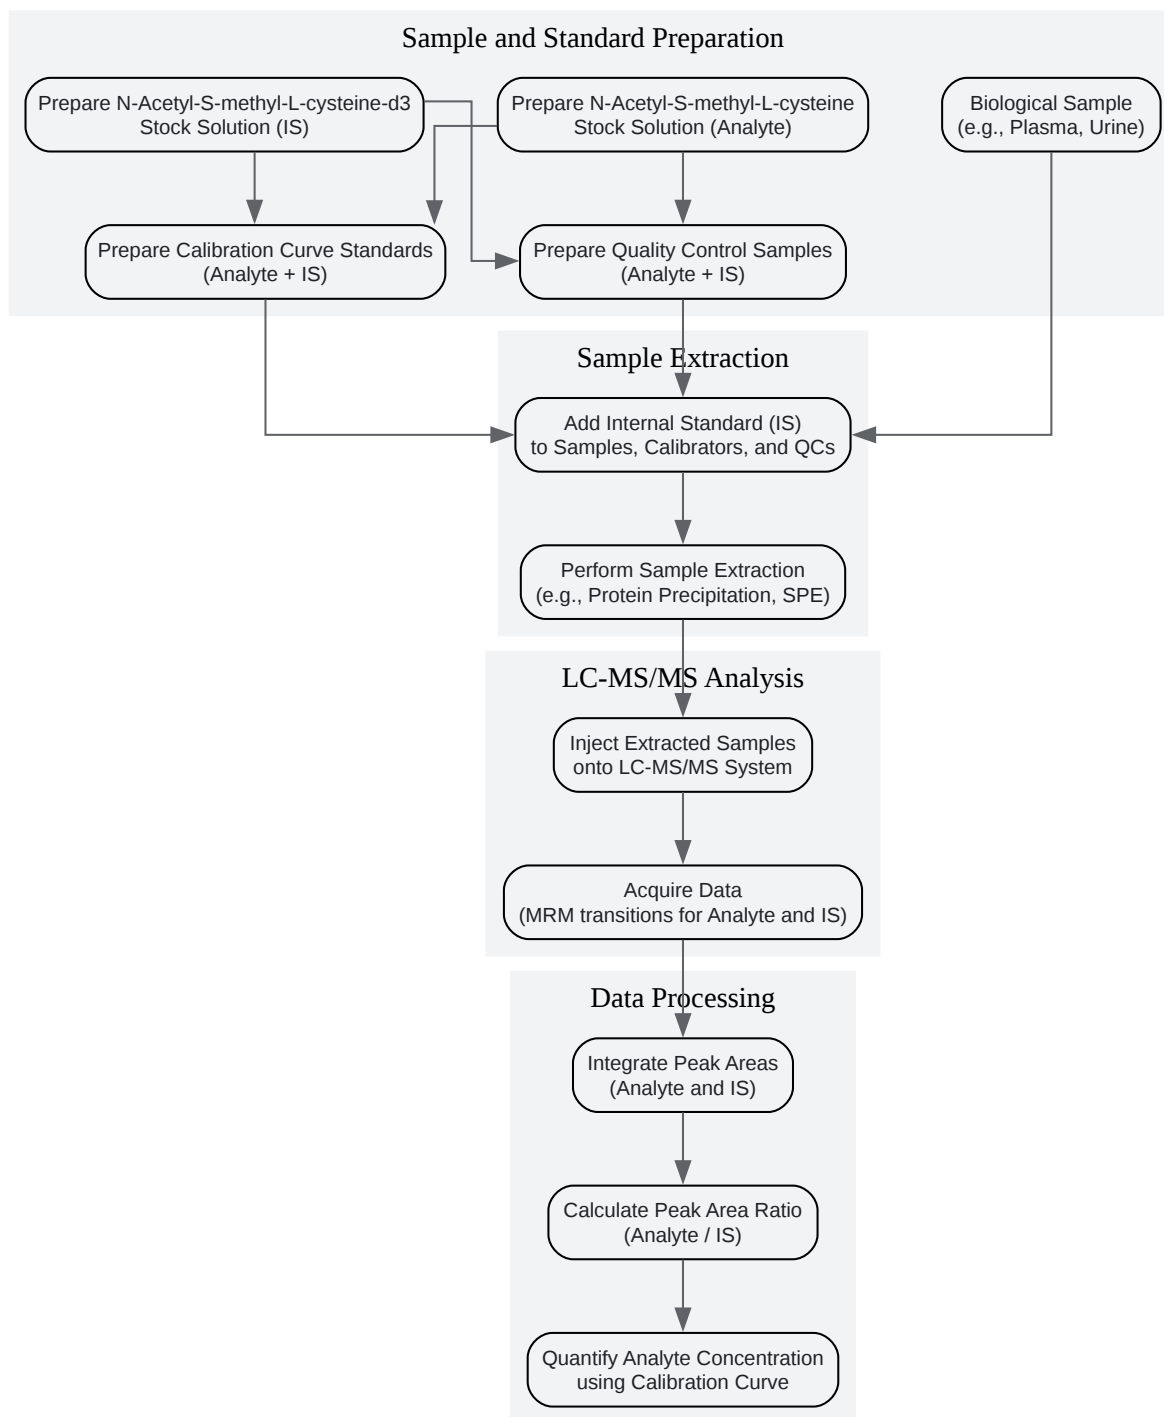 Sample and Standard Preparation
Prepare N-Acetyl-S-methyl-L-cysteine-d3
Stock Solution (IS)
Prepare N-Acetyl-S-methyl-L-cysteine
Stock Solution (Analyte)
Biological Sample
(e.g., Plasma, Urine)
Prepare Calibration Curve Standards
(Analyte + IS)
Prepare Quality Control Samples
(Analyte + IS)
Sample Extraction
Add Internal Standard (IS)
to Samples, Calibrators, and QCs
Perform Sample Extraction
(e.g., Protein Precipitation, SPE)
LC-MS/MS Analysis
Inject Extracted Samples
onto LC-MS/MS System
Acquire Data
(MRM transitions for Analyte and IS)
Data Processing
Integrate Peak Areas
(Analyte and IS)
Calculate Peak Area Ratio
(Analyte / IS)
Quantify Analyte Concentration
using Calibration Curve